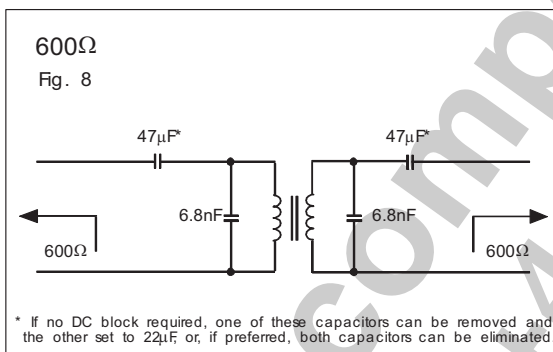 600Ω
Fig. 8
47µF*
47µF*
6.8nF
6.8nF
600Ω
600Ω
* If no DC block required, one of these capacitors can be removed and
the other set to 22µF, or, if preferred, both capacitors can be eliminated